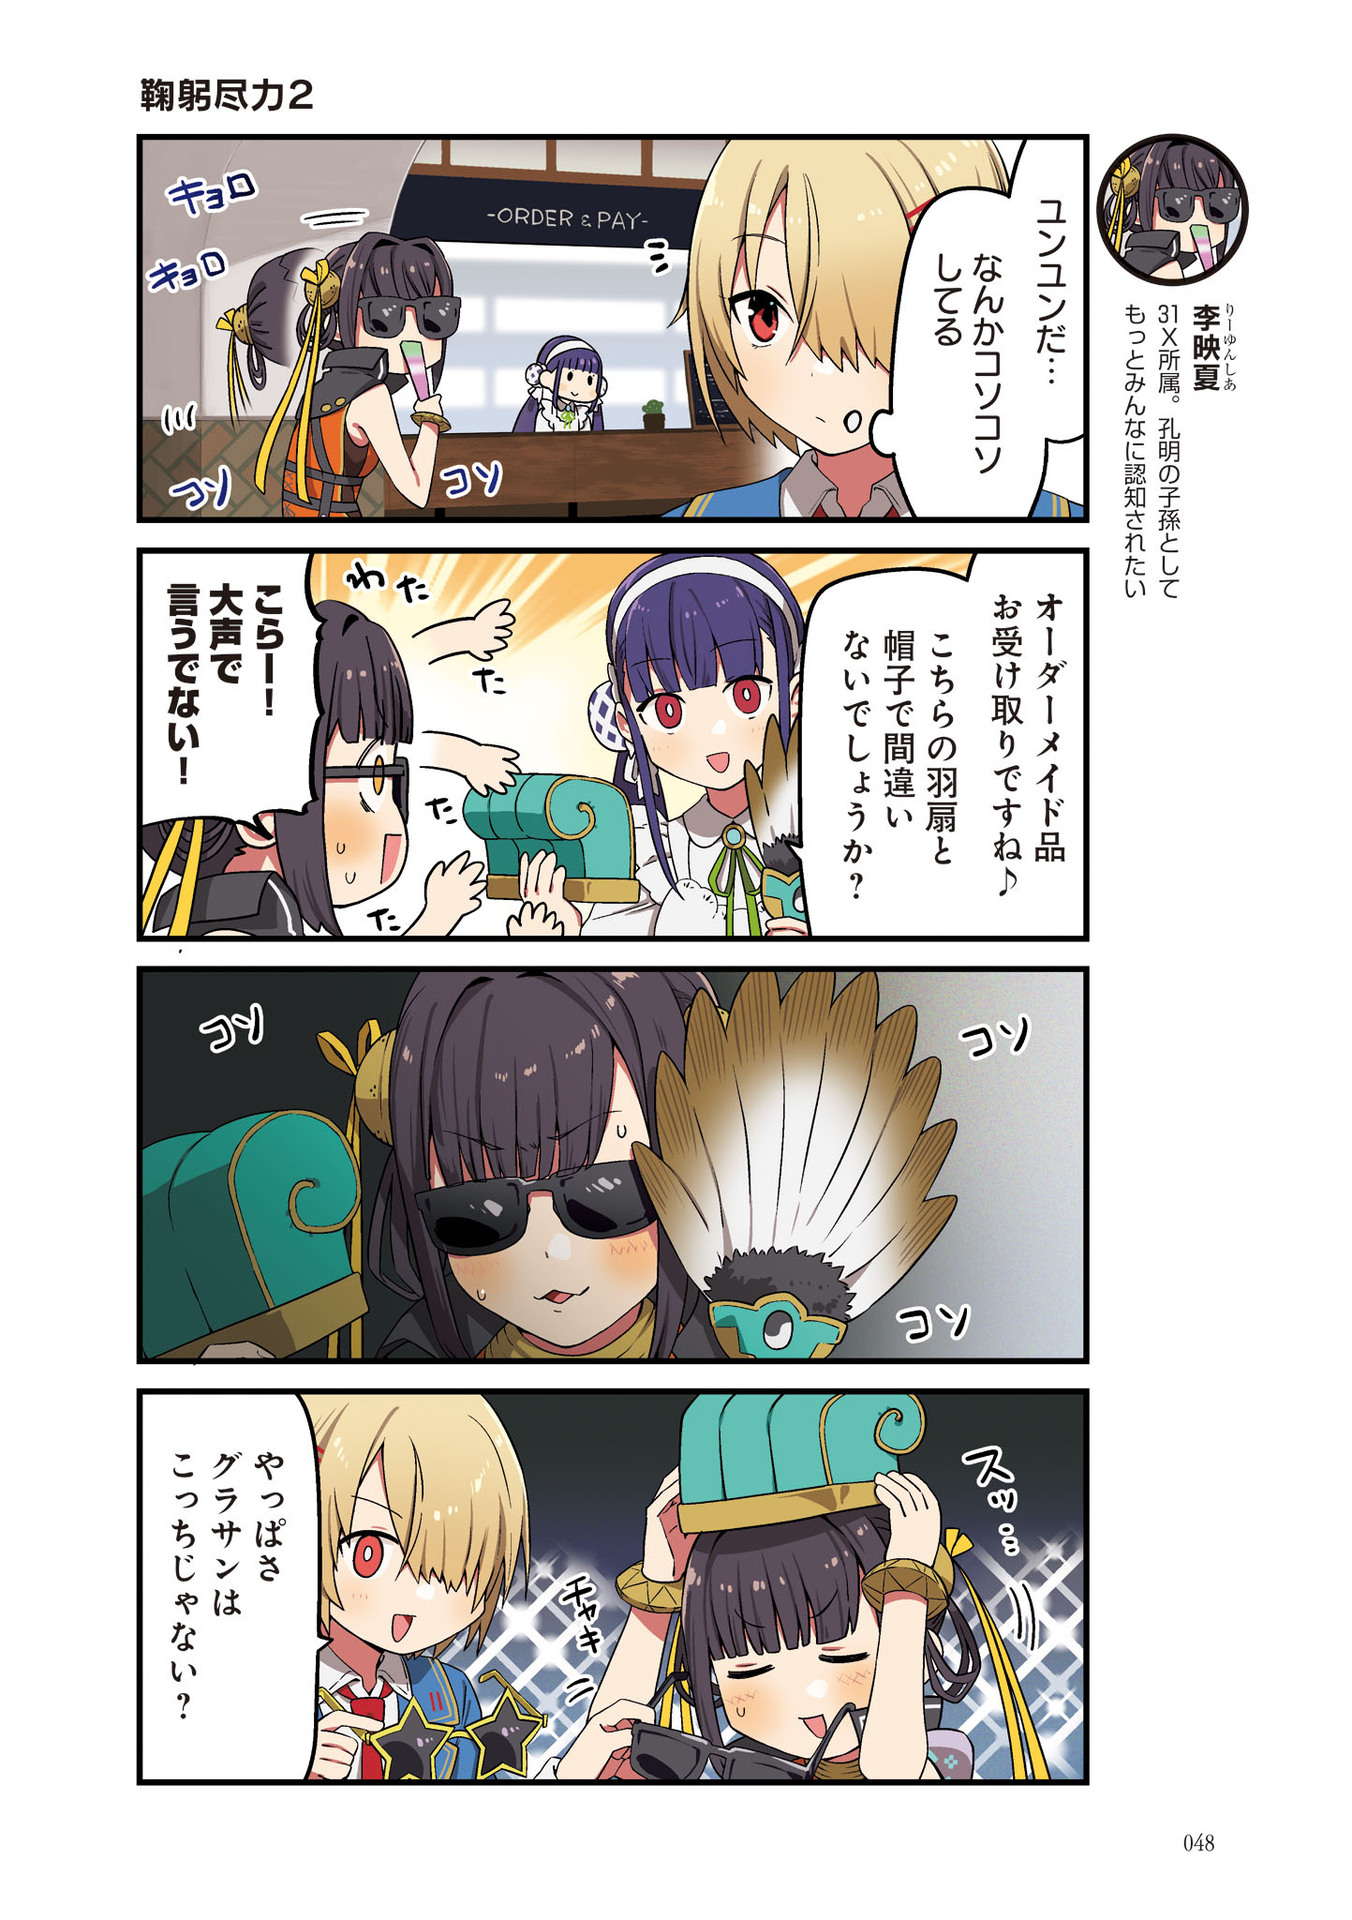 鞠躬尽力2
ユンユンだ…
なんかコソコソ
してる
-ORDER & PAY-
キョロ
キョロ
コソ
コソ
李映夏
りーゆんしあ
31X所属。孔明の子孫として
もっとみんなに認知されたい
オーダーメイド品
お受け取りですね♪
こちらの羽扇と
帽子で間違い
ないでしょうか?
わた
た
た
た
こらー!
大声で
言うでない!
コソ
コソ
コソ
スッ…
チャキ
やっぱさ
グラサンは
こっちじゃない?
048